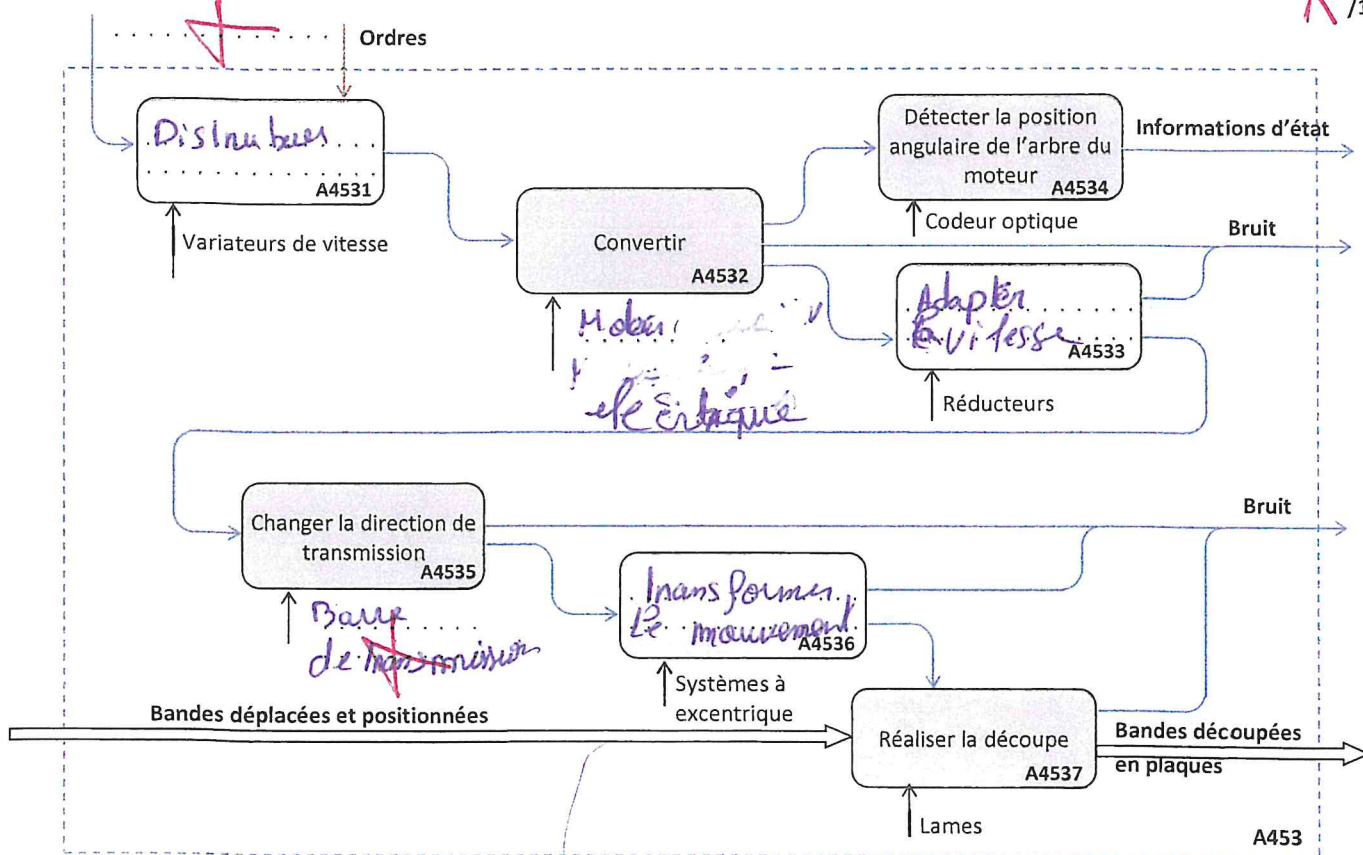 /1
Ordres
Distribuer
A4531
Variateurs de vitesse
Convertir
A4532
électrique
Détecter la position
angulaire de l'arbre du
moteur A4534
Codeur optique
Informations d'état
Bruit
Adapter
la vitesse A4533
Réducteurs
Changer la direction de
transmission
A4535
Barre
de transmission
Bruit
Transformer
le mouvement
A4536
Systèmes à
excentrique
Bandes déplacées et positionnées
Réaliser la découpe
A4537
Lames
Bandes découpées
en plaques
A453